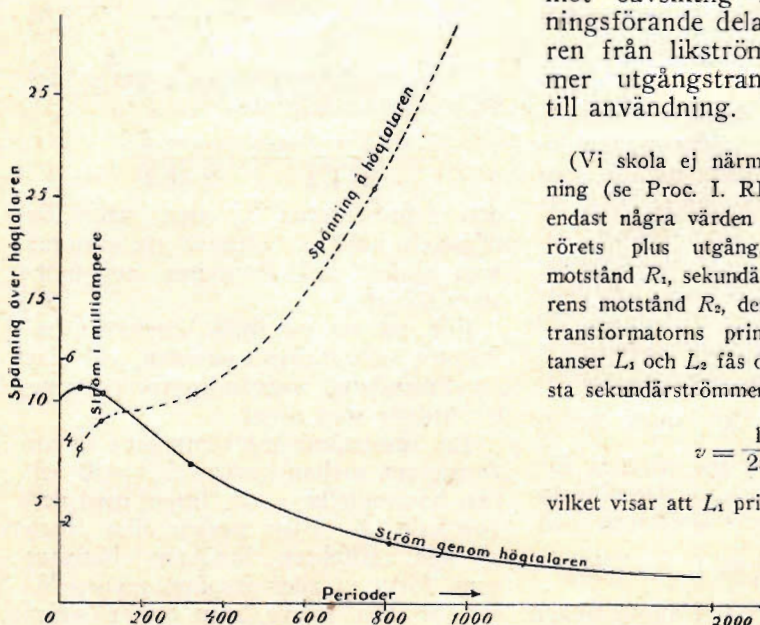 mot
ningsförande dela
ren från likström
mer utgångstran
till användning.
(Vi skola ej närm
ning (se Proc. I. RI
endast några värden
rörets plus utgång
motstånd R₁, sekundä
rens motstånd R₂, de
transformatorns prin
tanser L₁ och L₂ fås o
sta sekundärströmme
v = 
vilket visar att L₁ pri
Spänning över högtalaren
Ström i milliampere
25
25
15
10
5
6
4
2
Spänning å högtalaren
Ström genom högtalaren
Perioder
0 200 400 600 800 1000 2000